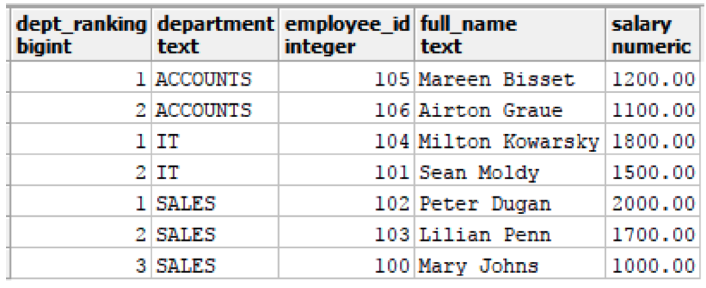 dept_ranking department employee_id full_name salary
bigint text integer text numeric
1 ACCOUNTS 105 Mareen Bisset 1200.00
2 ACCOUNTS 106 Airton Graue 1100.00
1 IT 104 Milton Kowarsky 1800.00
2 IT 101 Sean Moldy 1500.00
1 SALES 102 Peter Dugan 2000.00
2 SALES 103 Lilian Penn 1700.00
3 SALES 100 Mary Johns 1000.00